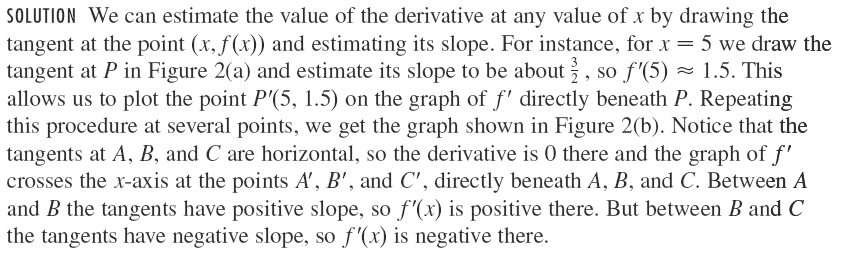 SOLUTION We can estimate the value of the derivative at any value of x by drawing the
tangent at the point (x, f(x)) and estimating its slope. For instance, for x = 5 we draw the
tangent at P in Figure 2(a) and estimate its slope to be about 3/2, so f′(5) ≈ 1.5. This
allows us to plot the point P′(5, 1.5) on the graph of f′ directly beneath P. Repeating
this procedure at several points, we get the graph shown in Figure 2(b). Notice that the
tangents at A, B, and C are horizontal, so the derivative is 0 there and the graph of f′
crosses the x-axis at the points A′, B′, and C′, directly beneath A, B, and C. Between A
and B the tangents have positive slope, so f′(x) is positive there. But between B and C
the tangents have negative slope, so f′(x) is negative there.